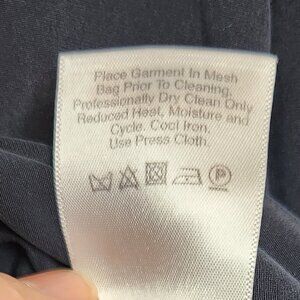 Place Garment In Mesh
Bag Prior To Cleaning.
Professionally Dry Clean Only
Reduced Heat, Moisture and
Cycle. Cool Iron.
Use Press Cloth.
P